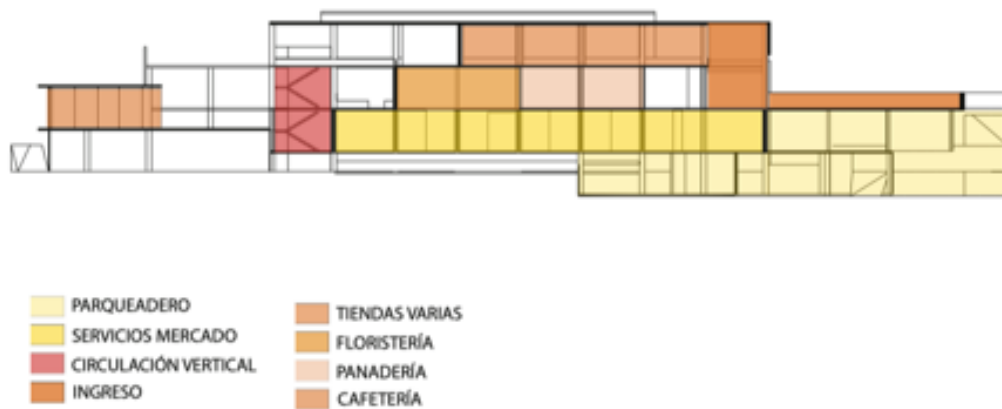 PARQUEADERO
SERVICIOS MERCADO
CIRCULACIÓN VERTICAL
INGRESO
TIENDAS VARIAS
FLORISTERÍA
PANADERÍA
CAFETERÍA